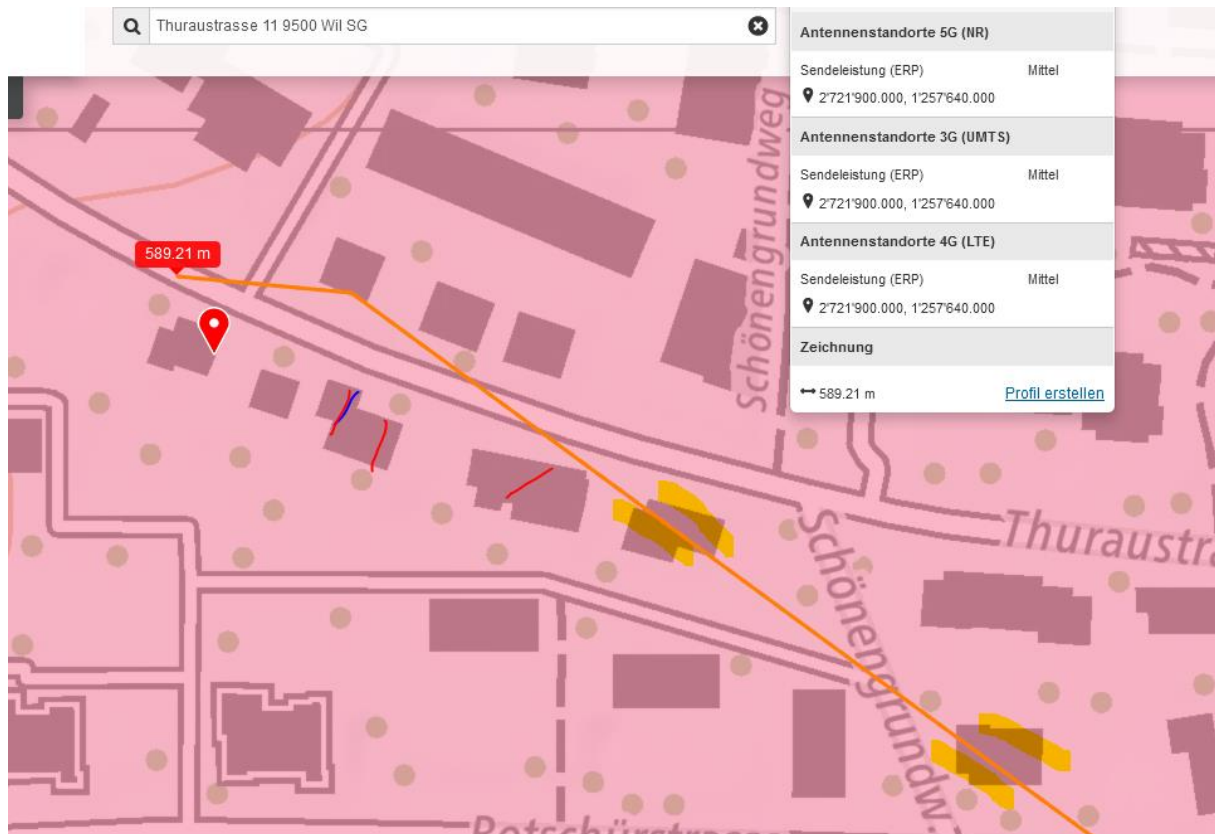 Thuraustrasse 11 9500 Wil SG
Antennenstandorte 5G (NR)
Sendeleistung (ERP) Mittel
2'721'900.000, 1'257'640.000
Antennenstandorte 3G (UMTS)
Sendeleistung (ERP) Mittel
2'721'900.000, 1'257'640.000
Antennenstandorte 4G (LTE)
Sendeleistung (ERP) Mittel
2'721'900.000, 1'257'640.000
Zeichnung
589.21 m Profil erstellen
Schönengrundweg
589.21 m
Thuraustr
Schönengrundw.